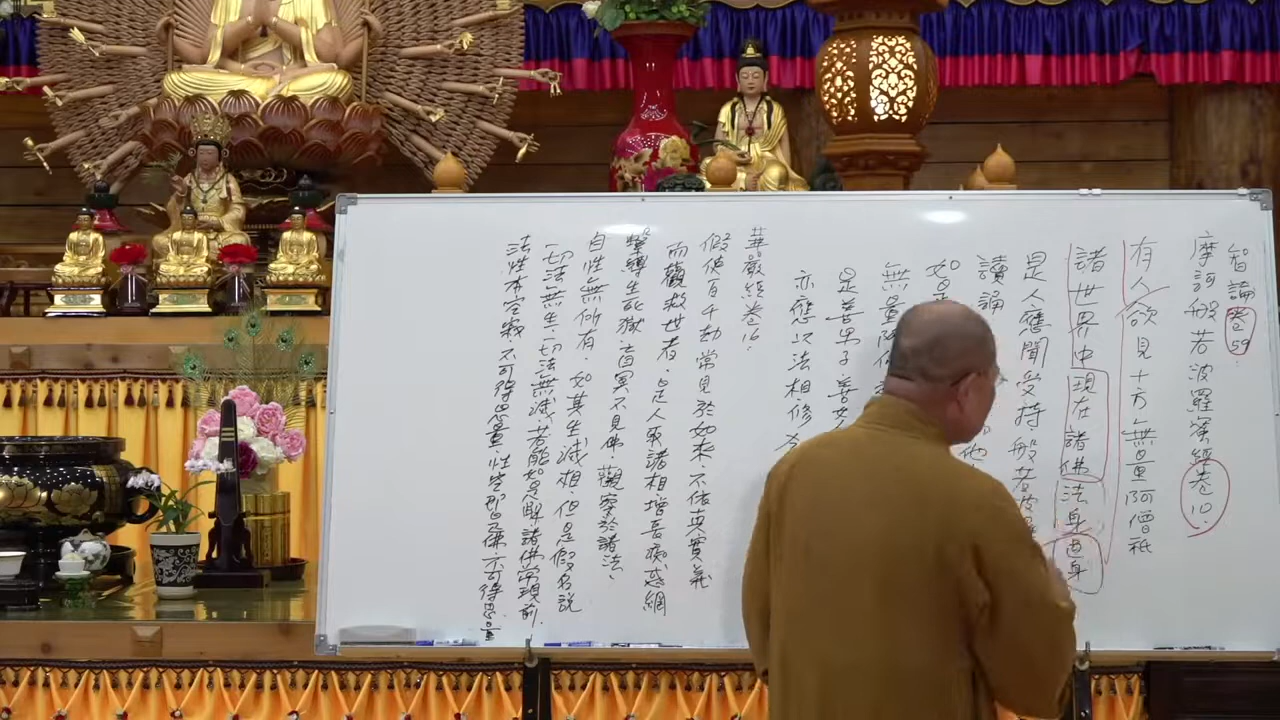 智論卷59:
摩訶般若波羅蜜經卷10:
有人欲見十方無量阿僧祇
諸世界中現在諸佛法身色身
是人應聞受持般若波
讀誦
如是
無量阿僧
是善男子善女
亦應以法相修
華嚴經卷16:
假使百千劫常見於如來、不依真實義
而觀救世者、是人取諸相、增長癡惑網
繫縛生死獄、盲冥不見佛、觀察於諸法、
自性無所有、如其生滅相、但是假名說
一切法無生、一切法無滅、若能如是解、諸佛常現前、
法性本空寂、不可得思量、性空即是佛、不可得思量